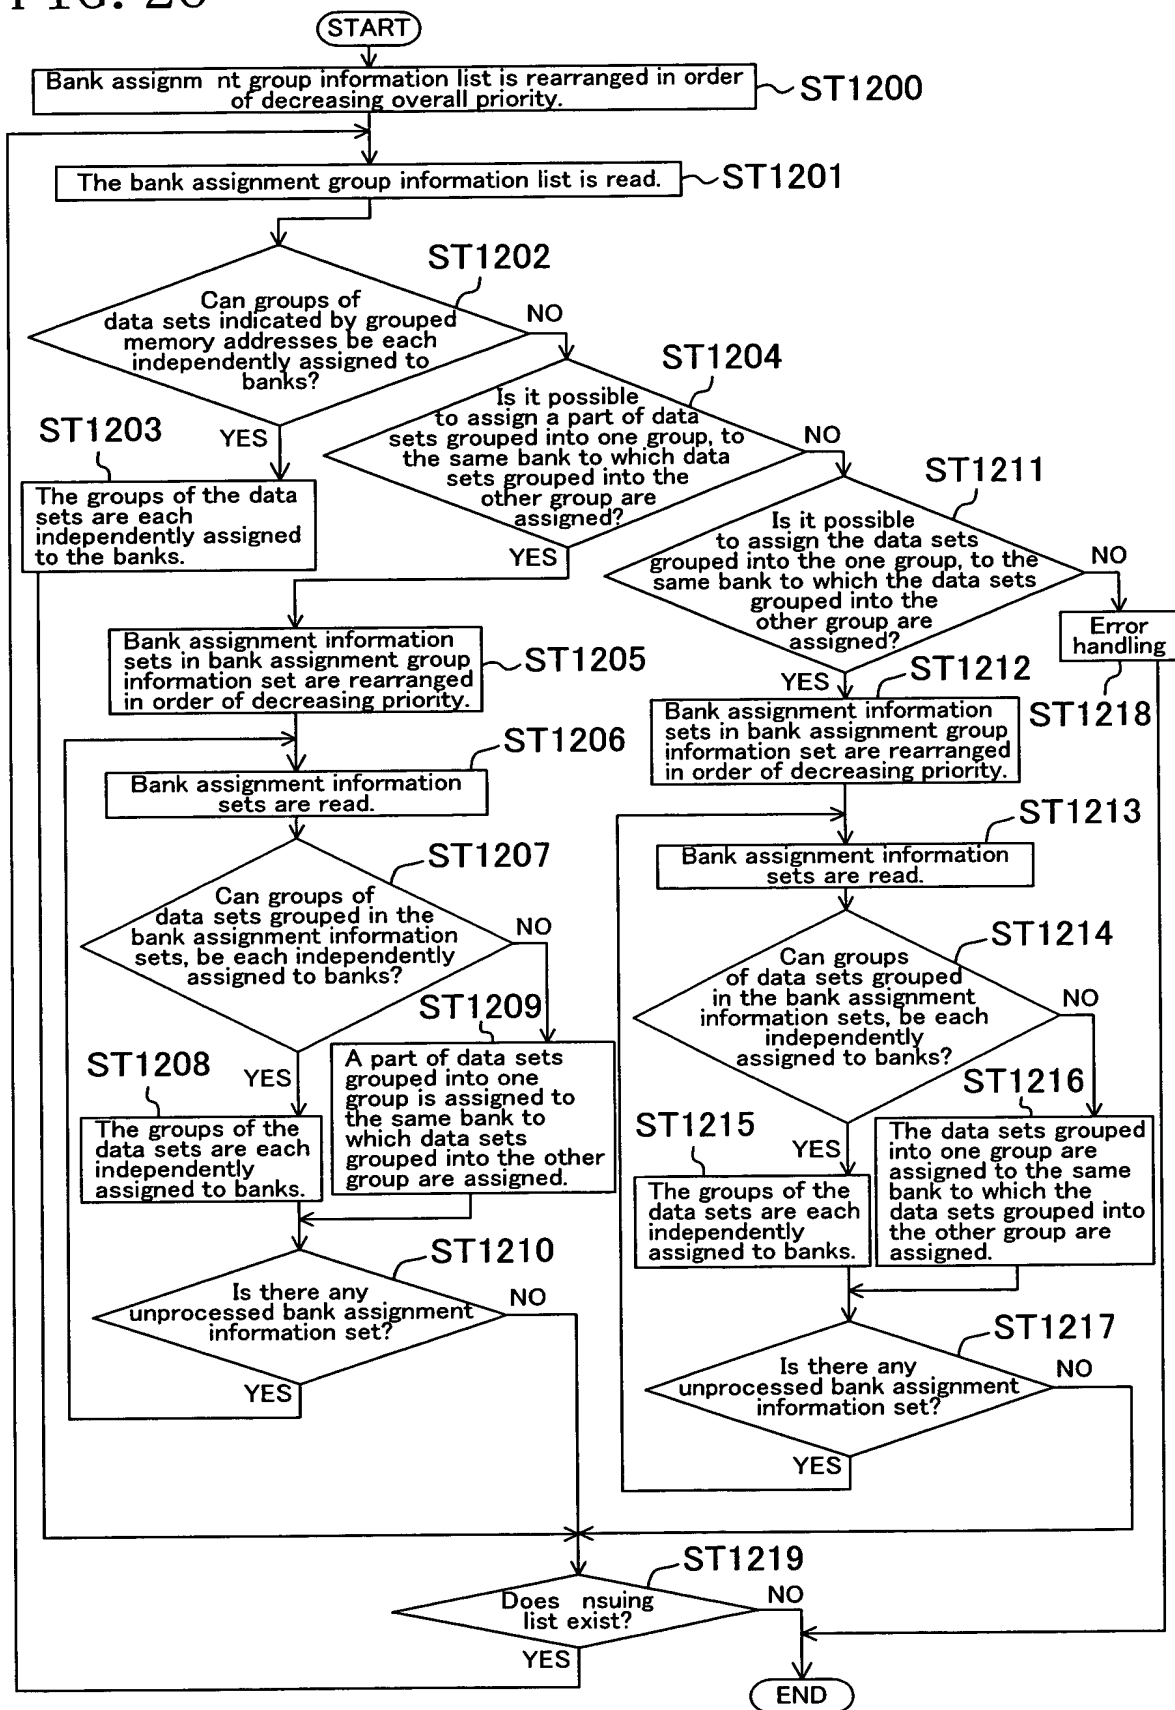 START
Bank assignm nt group information list is rearranged in order
of decreasing overall priority.
ST1200
The bank assignment group information list is read.
ST1201
ST1202
Can groups of
data sets indicated by grouped
memory addresses be each
independently assigned to
banks?
NO
YES
ST1203
The groups of the data
sets are each
independently assigned
to the banks.
ST1204
Is it possible
to assign a part of data
sets grouped into one group, to
the same bank to which data
sets grouped into the
other group are
assigned?
NO
YES
ST1211
Is it possible
to assign the data sets
grouped into the one group, to the
same bank to which the data sets
grouped into the
other group are
assigned?
NO
YES
Error
handling
ST1218
Bank assignment information
sets in bank assignment group
information set are rearranged
in order of decreasing priority.
ST1205
ST1206
Bank assignment information
sets are read.
ST1207
Can groups of
data sets grouped in the
bank assignment information
sets, be each independently
assigned to banks?
NO
YES
ST1208
The groups of the
data sets are each
independently
assigned to banks.
ST1209
A part of data sets
grouped into one
group is assigned to
the same bank to
which data sets
grouped into the other
group are assigned.
ST1210
Is there any
unprocessed bank assignment
information set?
NO
YES
ST1212
Bank assignment information
sets in bank assignment group
information set are rearranged
in order of decreasing priority.
ST1213
Bank assignment information
sets are read.
ST1214
Can groups
of data sets grouped
in the bank assignment
information sets, be each
independently
assigned to banks?
NO
YES
ST1215
The groups of the
data sets are each
independently
assigned to banks.
ST1216
The data sets grouped
into one group are
assigned to the same
bank to which the
data sets grouped into
the other group are
assigned.
ST1217
Is there any
unprocessed bank assignment
information set?
NO
YES
ST1219
Does nsuing
list exist?
NO
YES
END